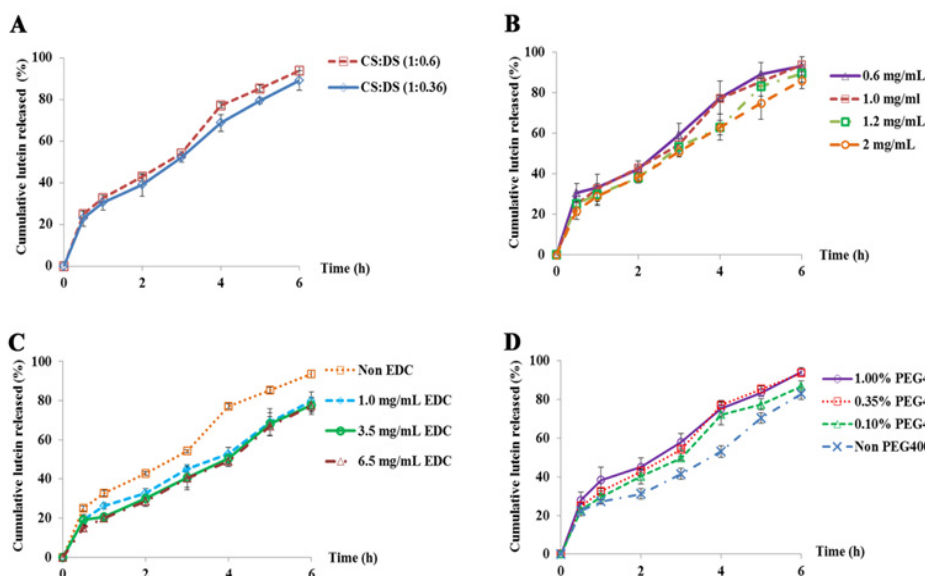 A
Cumulative lutein released (%)
100
80
60
40
20
0
0
2
4
6
Time (h)
CS:DS (1:0.6)
CS:DS (1:0.36)
B
Cumulative lutein released (%)
100
80
60
40
20
0
0
2
4
6
Time (h)
0.6 mg/mL
1.0 mg/ml
1.2 mg/mL
2 mg/mL
C
Cumulative lutein released (%)
100
80
60
40
20
0
0
2
4
6
Time (h)
Non EDC
1.0 mg/mL EDC
3.5 mg/mL EDC
6.5 mg/mL EDC
D
Cumulative lutein released (%)
100
80
60
40
20
0
0
2
4
6
Time (h)
1.00% PEG4
0.35% PEG4
0.10% PEG4
Non PEG400